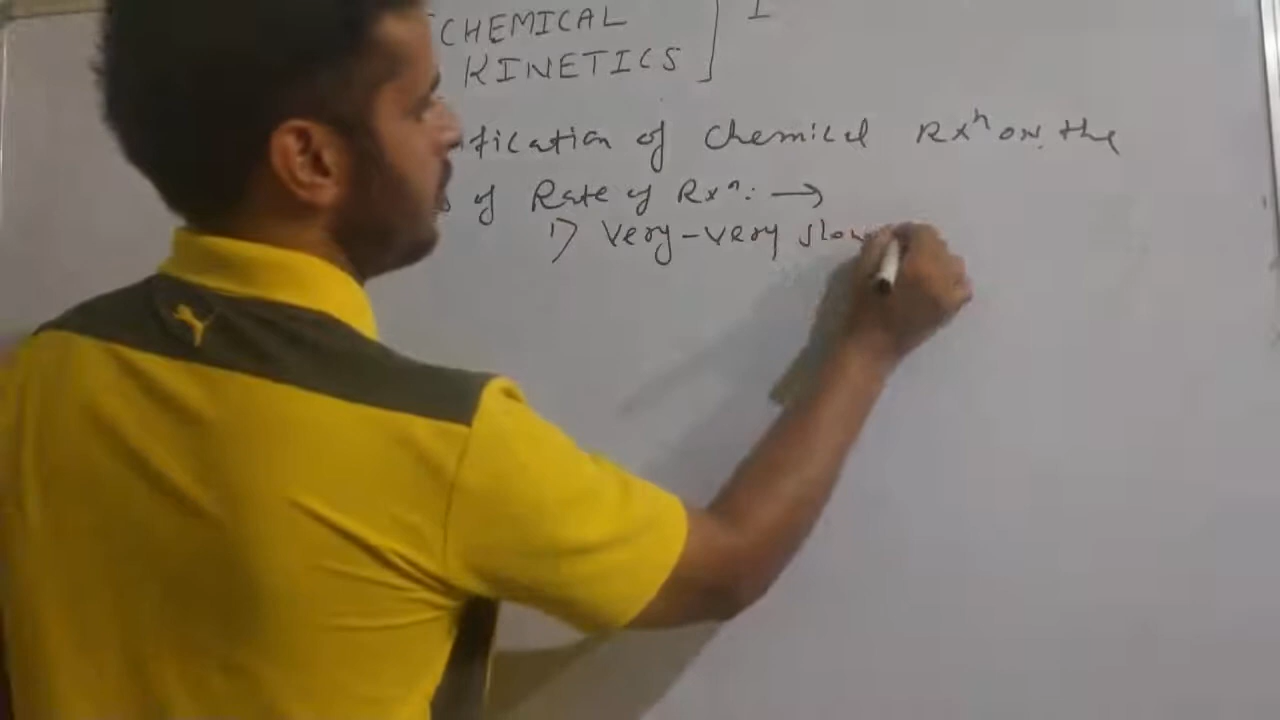 [CHEMICAL
KINETICS] I
fication of Chemical Rxⁿ on the
of Rate of Rxⁿ: →
1) Very-very slow